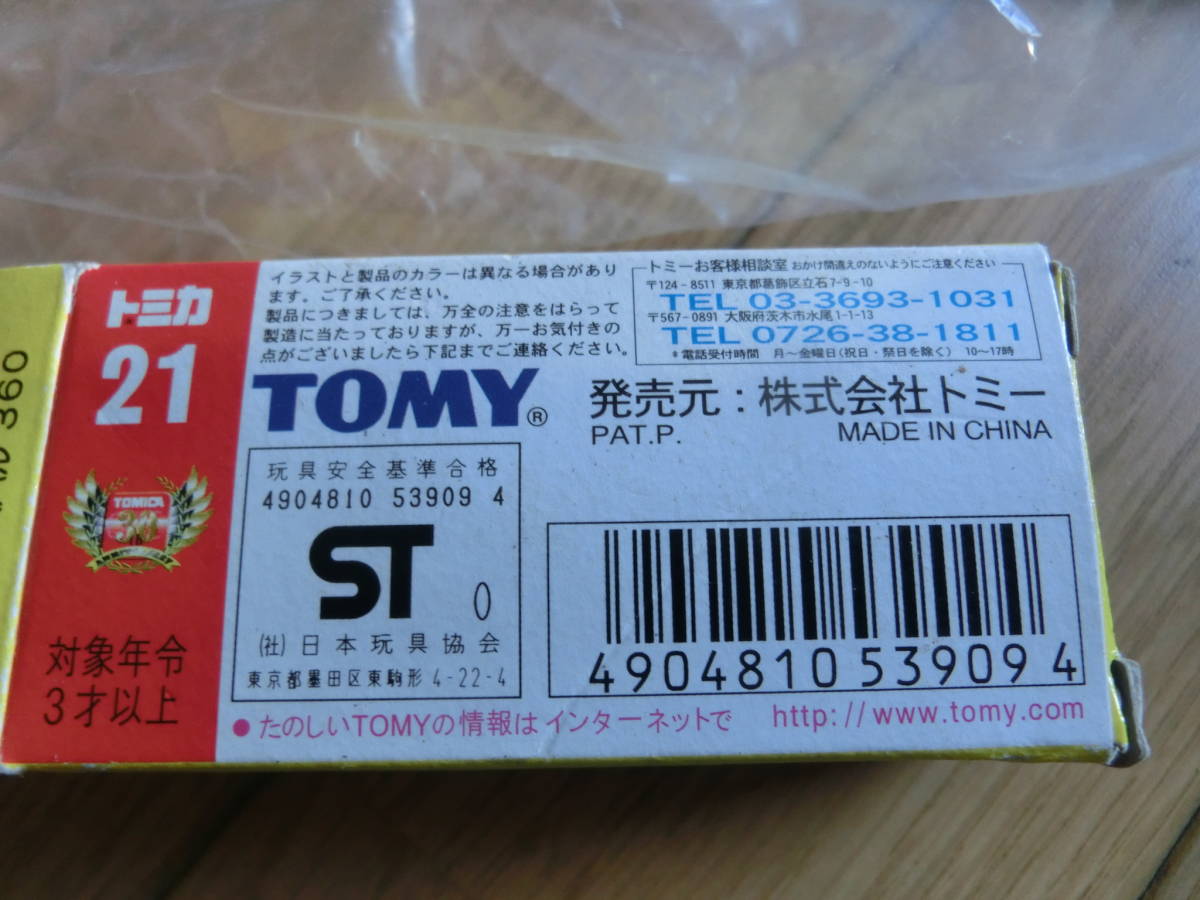 トミカ
21
TOMICA
30
対象年令
3才以上
360
イラストと製品のカラーは異なる場合があり
ます。ご了承ください。
製品につきましては、万全の注意をはらって
製造に当たっておりますが、万一お気付きの
点がございましたら下記までご連絡ください。
トミーお客様相談室 おかけ間違えのないようにご注意ください
〒124-8511 東京都葛飾区立石7-9-10
TEL 03-3693-1031
〒567-0891 大阪府茨木市水尾1-1-13
TEL 0726-38-1811
*電話受付時間 月〜金曜日(祝日・祭日を除く) 10〜17時
TOMY®
発売元:株式会社トミー
PAT.P. MADE IN CHINA
玩具安全基準合格
4904810 53909 4
ST 0
(社)日本玩具協会
東京都墨田区東駒形 4-22-4
4904810539094
●たのしいTOMYの情報はインターネットで http://www.tomy.com